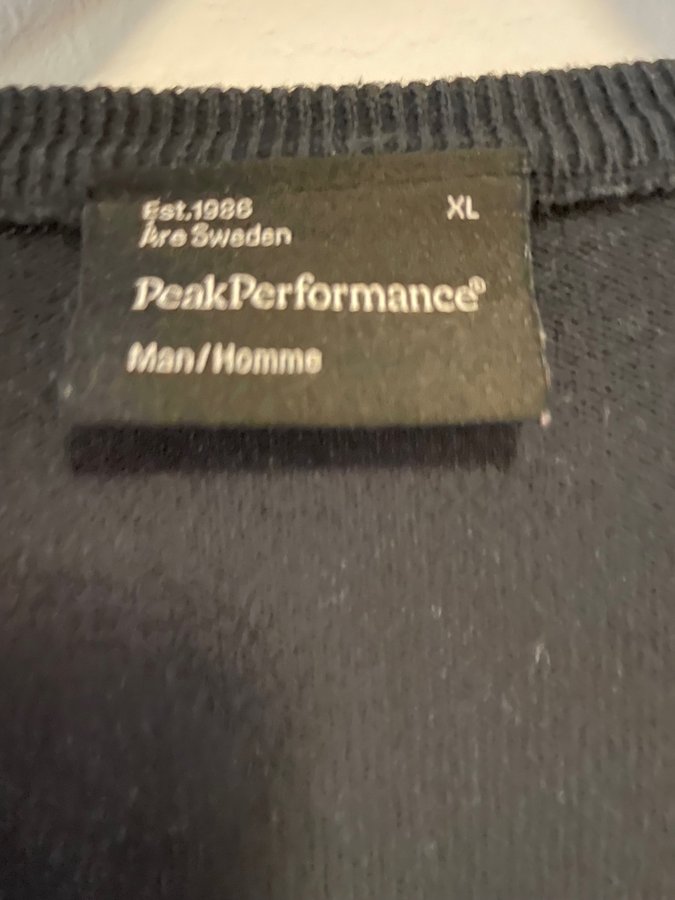 Est.1986 XL
Åre Sweden
PeakPerformance®
Man/Homme